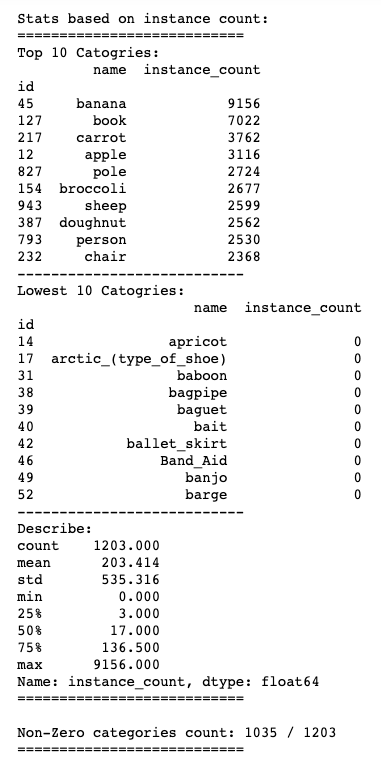 Stats based on instance count:
===========================
Top 10 Catogries:
name instance_count
id
45 banana 9156
127 book 7022
217 carrot 3762
12 apple 3116
827 pole 2724
154 broccoli 2677
943 sheep 2599
387 doughnut 2562
793 person 2530
232 chair 2368
---------------------------
Lowest 10 Catogries:
name instance_count
id
14 apricot 0
17 arctic_(type_of_shoe) 0
31 baboon 0
38 bagpipe 0
39 baguet 0
40 bait 0
42 ballet_skirt 0
46 Band_Aid 0
49 banjo 0
52 barge 0
---------------------------
Describe:
count 1203.000
mean 203.414
std 535.316
min 0.000
25% 3.000
50% 17.000
75% 136.500
max 9156.000
Name: instance_count, dtype: float64
===========================
Non-Zero categories count: 1035 / 1203
===========================